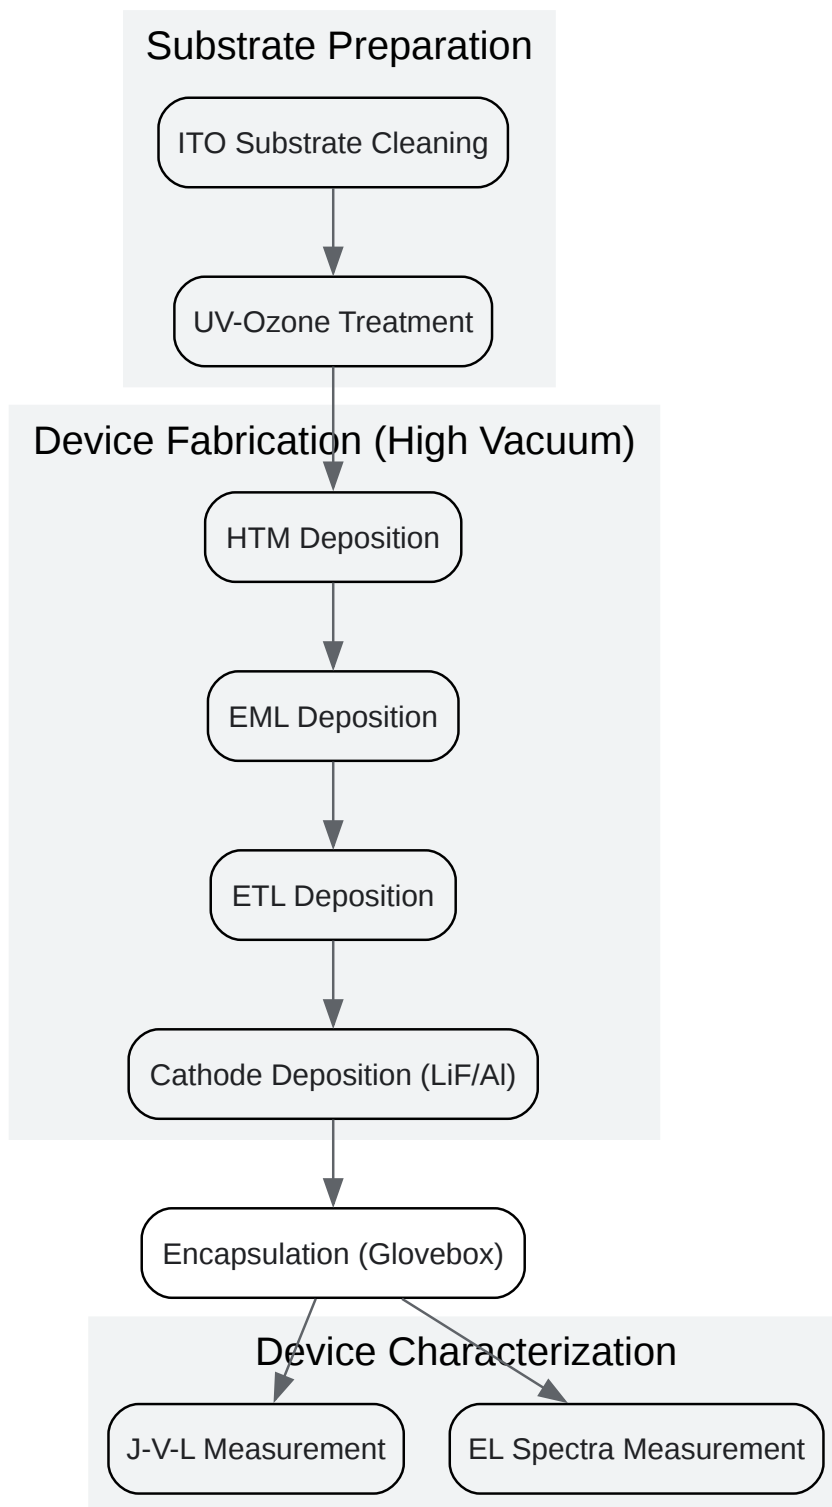 Substrate Preparation
ITO Substrate Cleaning
UV-Ozone Treatment
Device Fabrication (High Vacuum)
HTM Deposition
EML Deposition
ETL Deposition
Cathode Deposition (LiF/Al)
Encapsulation (Glovebox)
Device Characterization
J-V-L Measurement
EL Spectra Measurement